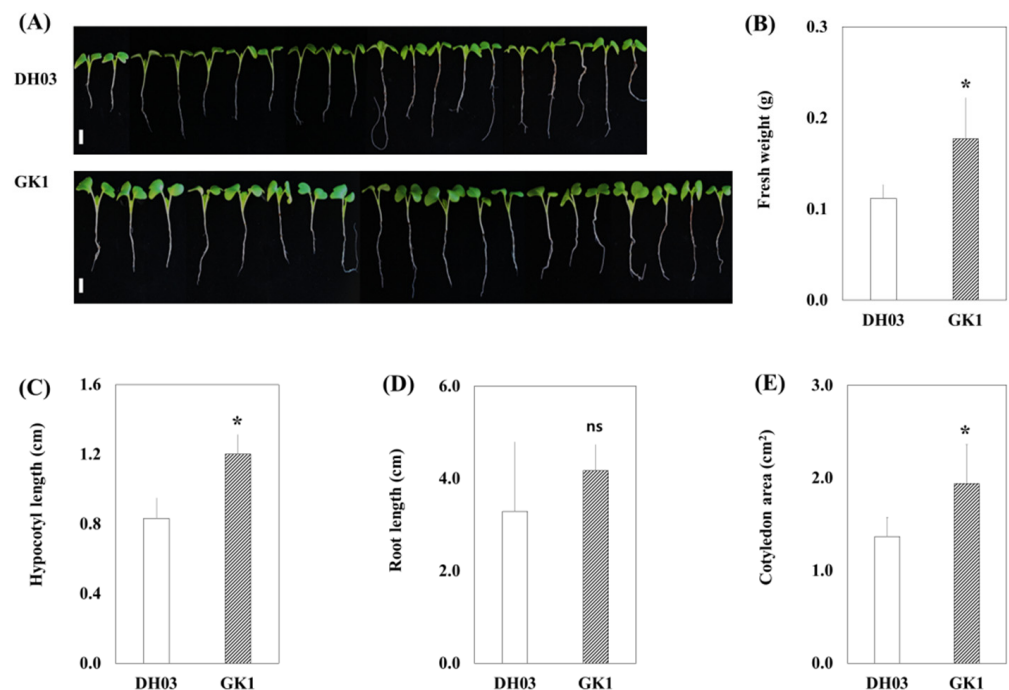 (A)
DH03
GK1
(B)
Fresh weight (g)
0.3
0.2
0.1
0.0
*
DH03 GK1
(C)
Hypocotyl length (cm)
1.6
1.2
0.8
0.4
0.0
*
DH03 GK1
(D)
Root length (cm)
6.0
4.0
2.0
0.0
ns
DH03 GK1
(E)
Cotyledon area (cm²)
3.0
2.0
1.0
0.0
*
DH03 GK1